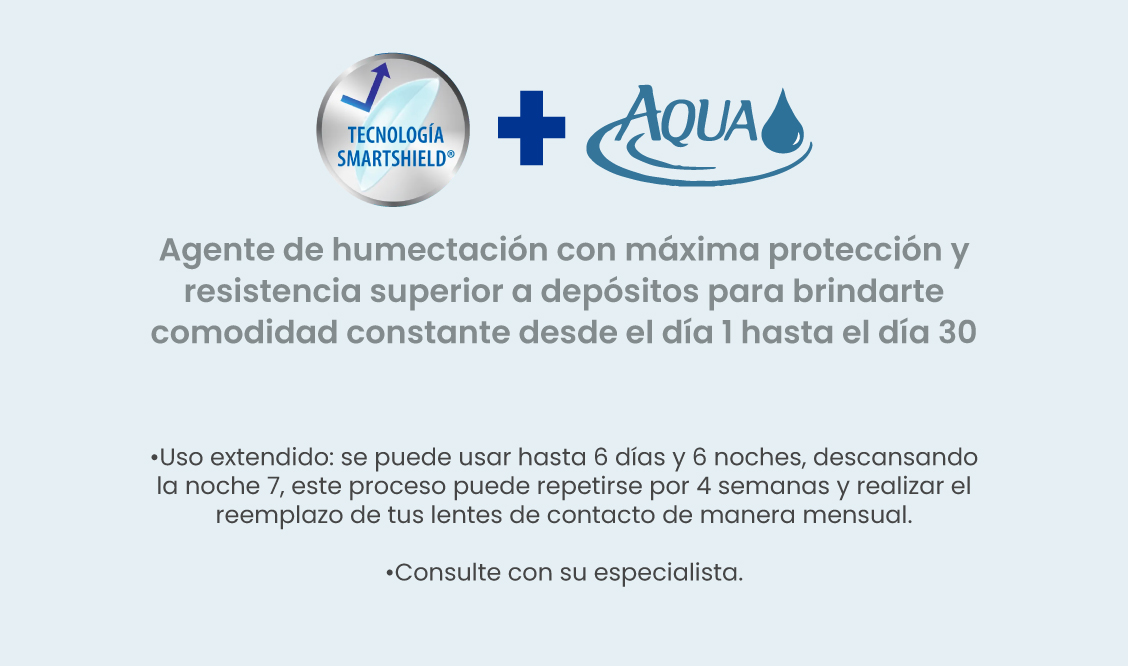 TECNOLOGÍA
SMARTSHIELD®
AQUA
Agente de humectación con máxima protección y
resistencia superior a depósitos para brindarte
comodidad constante desde el día 1 hasta el día 30
•Uso extendido: se puede usar hasta 6 días y 6 noches, descansando
la noche 7, este proceso puede repetirse por 4 semanas y realizar el
reemplazo de tus lentes de contacto de manera mensual.
•Consulte con su especialista.